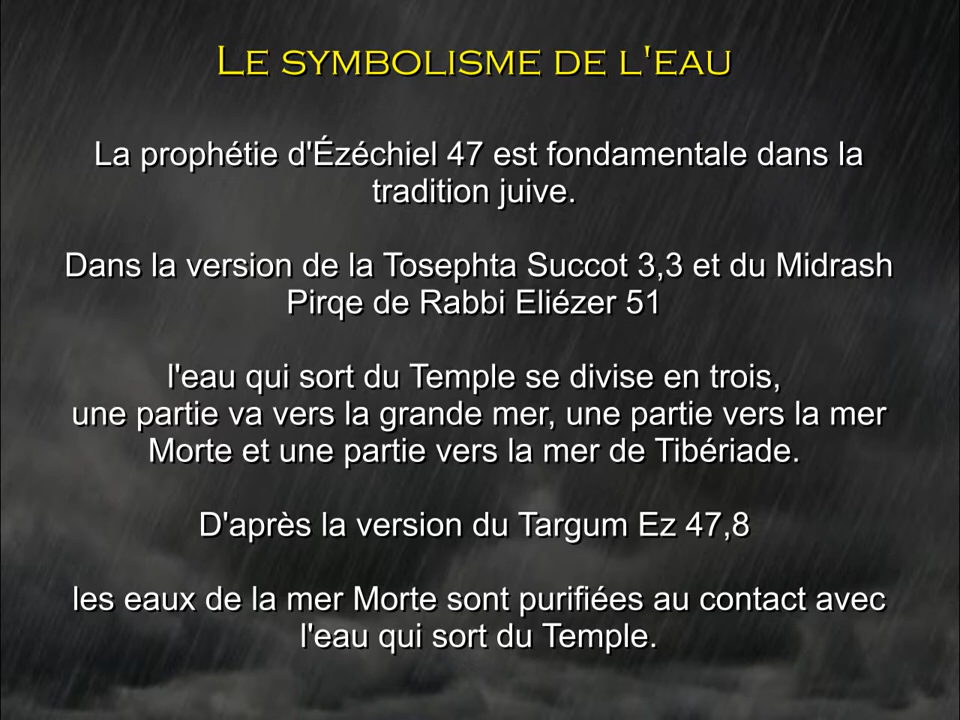 Le symbolisme de l'eau
La prophétie d'Ézéchiel 47 est fondamentale dans la
tradition juive.
Dans la version de la Tosephta Succot 3,3 et du Midrash
Pirqe de Rabbi Eliézer 51
l'eau qui sort du Temple se divise en trois,
une partie va vers la grande mer, une partie vers la mer
Morte et une partie vers la mer de Tibériade.
D'après la version du Targum Ez 47,8
les eaux de la mer Morte sont purifiées au contact avec
l'eau qui sort du Temple.